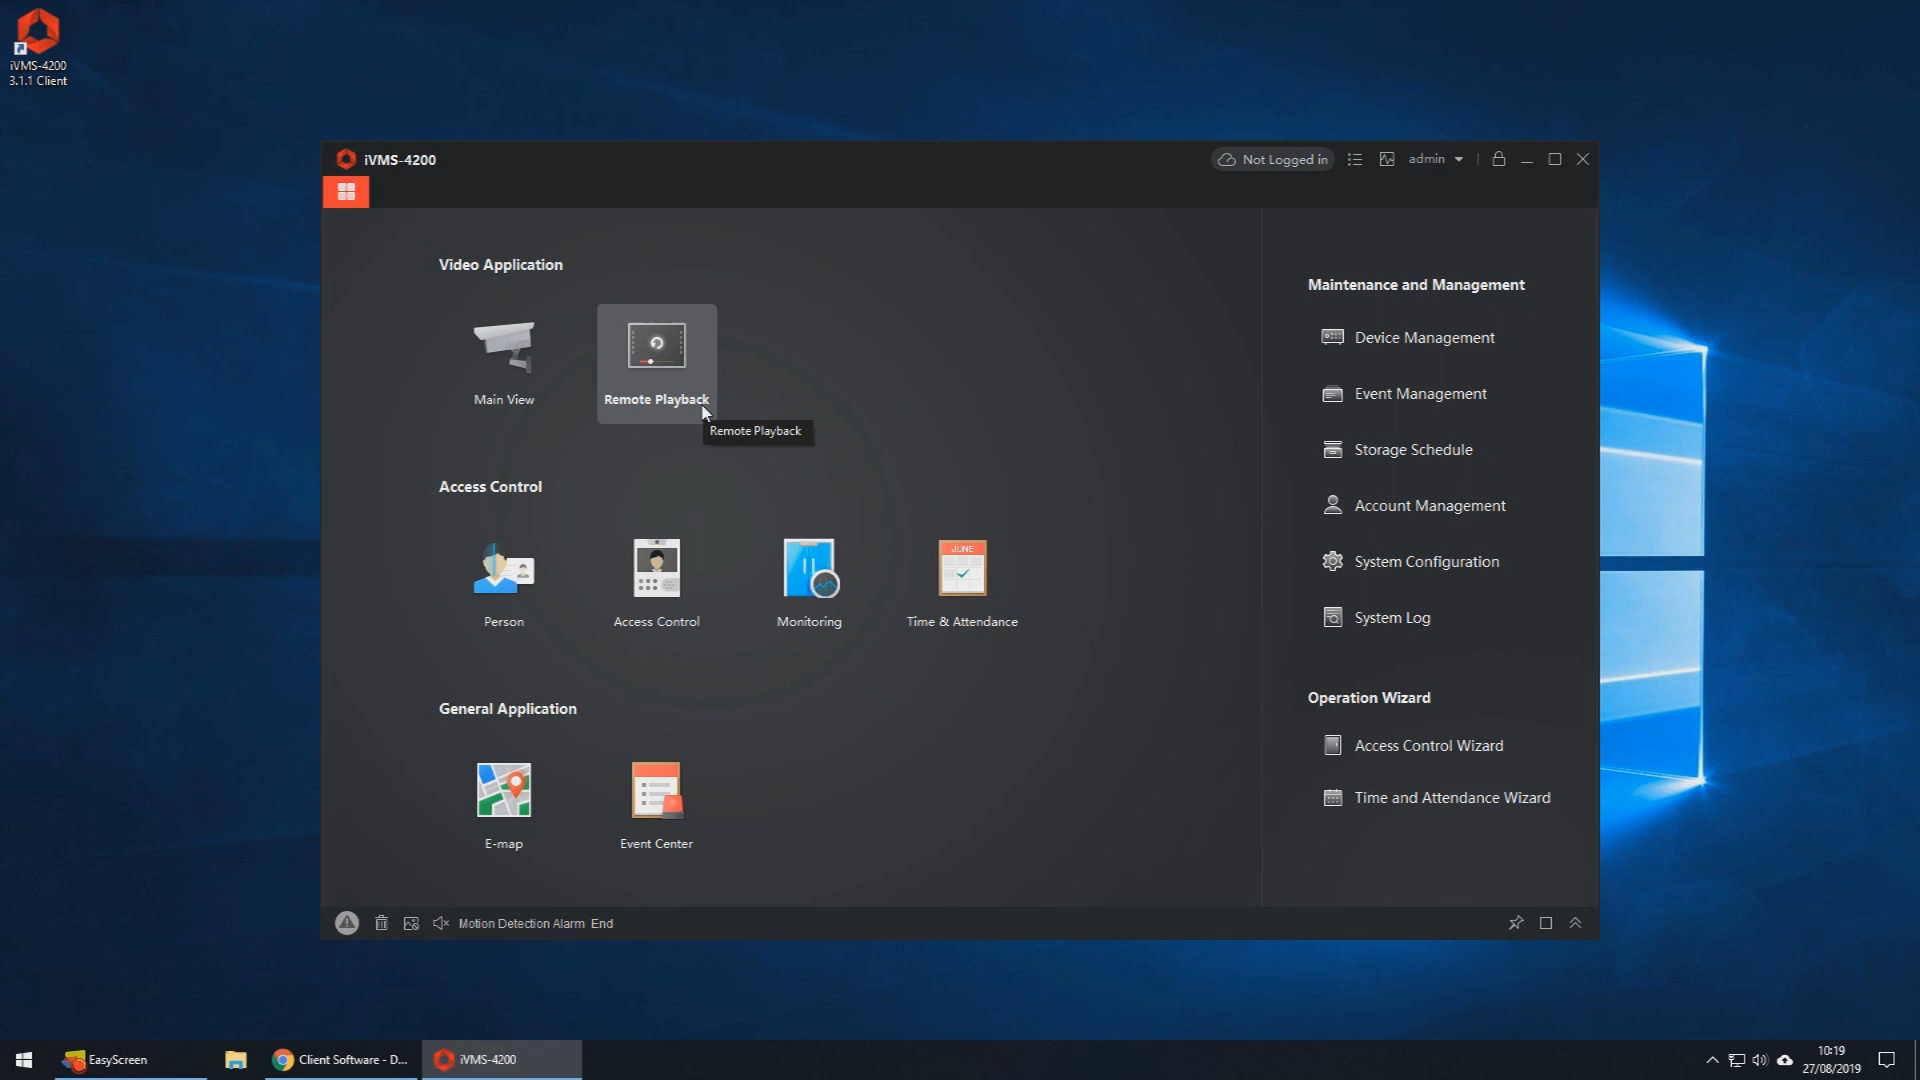 iVMS-4200
3.1.1 Client
iVMS-4200
Not Logged in
admin
Video Application
Main View
Remote Playback
Remote Playback
Access Control
Person
Access Control
Monitoring
JUNE
Time & Attendance
General Application
E-map
Event Center
Maintenance and Management
Device Management
Event Management
Storage Schedule
Account Management
System Configuration
System Log
Operation Wizard
Access Control Wizard
Time and Attendance Wizard
Motion Detection Alarm End
EasyScreen
Client Software - D...
iVMS-4200
10:19
27/08/2019